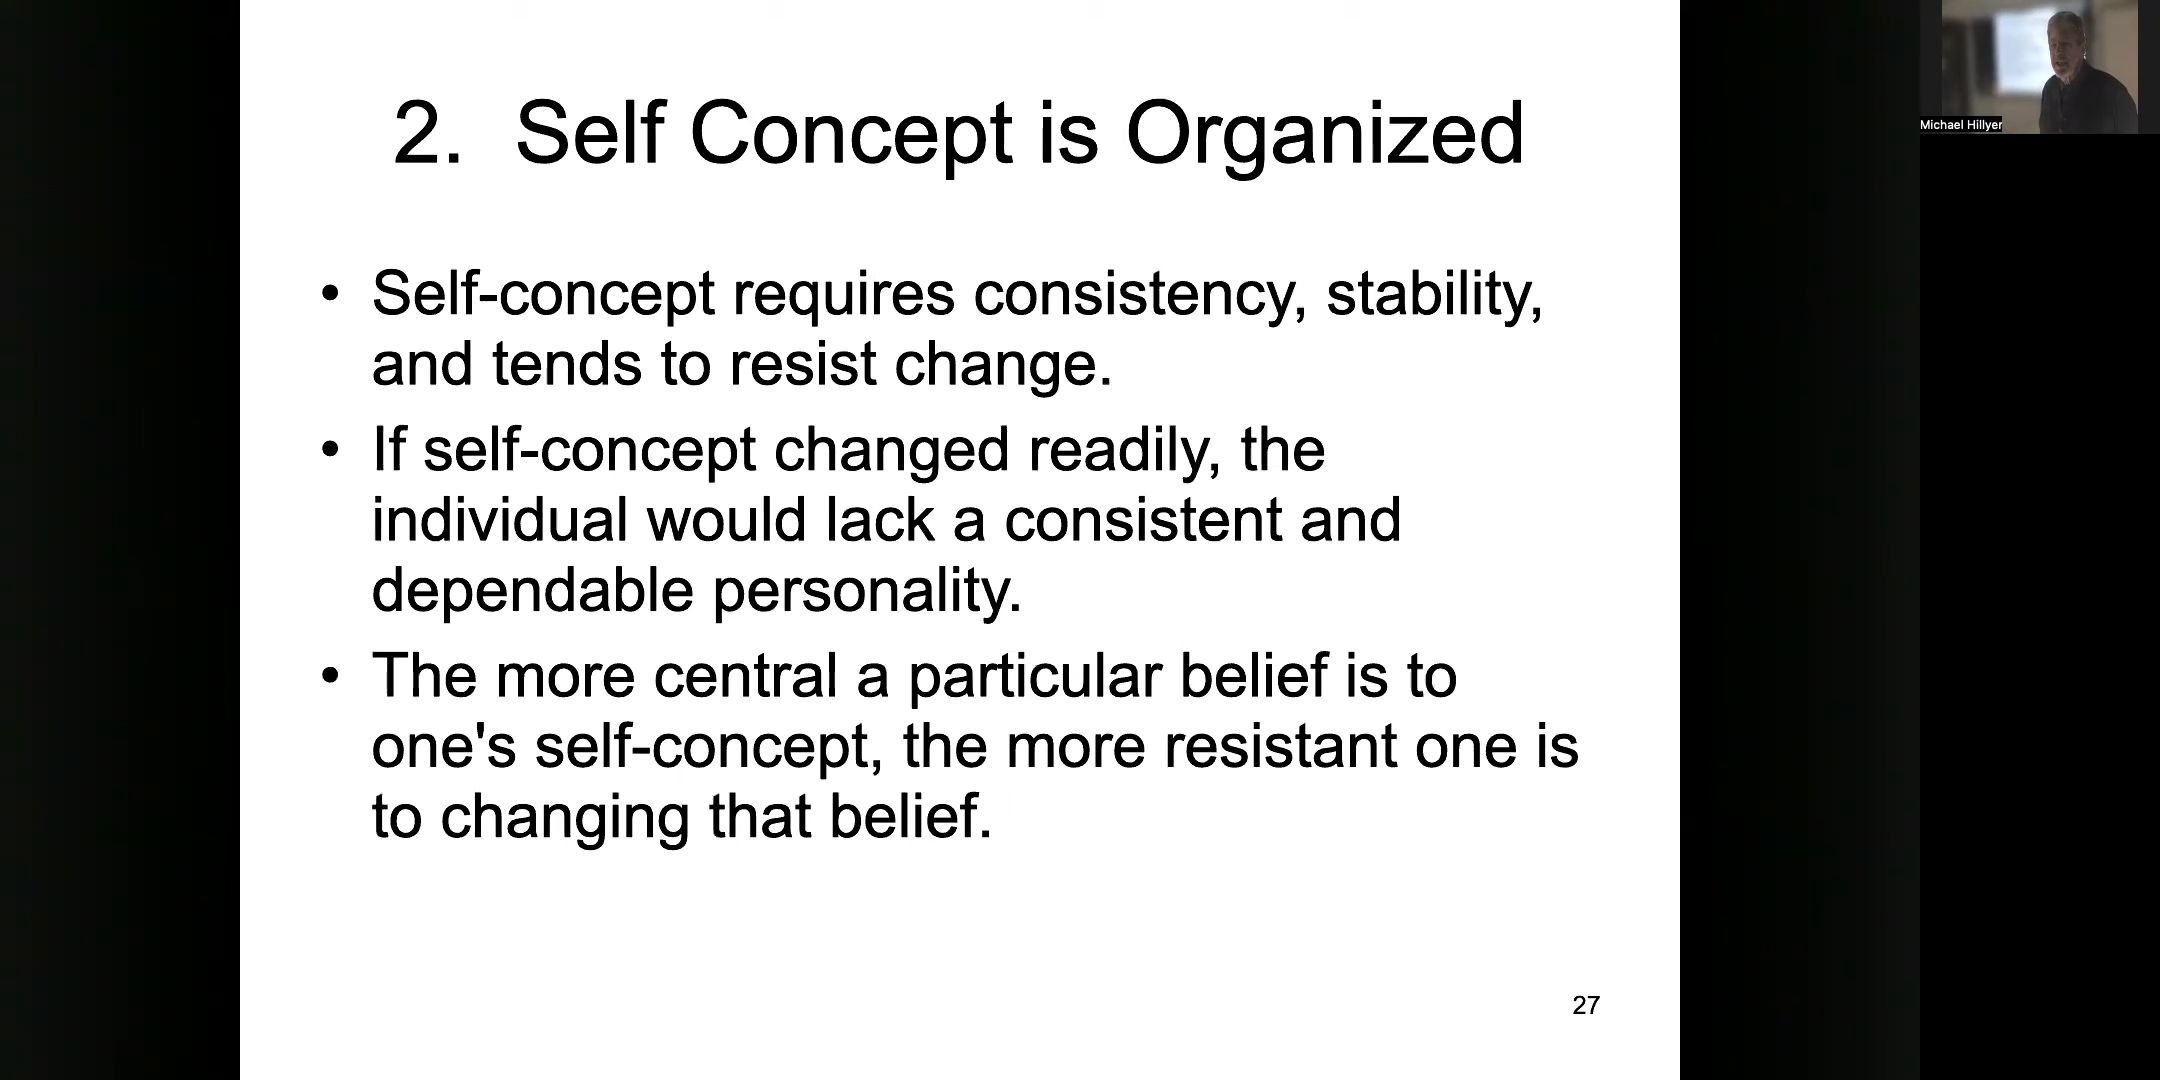 2. Self Concept is Organized
• Self-concept requires consistency, stability,
and tends to resist change.
• If self-concept changed readily, the
individual would lack a consistent and
dependable personality.
• The more central a particular belief is to
one's self-concept, the more resistant one is
to changing that belief.
27
Michael Hillyer